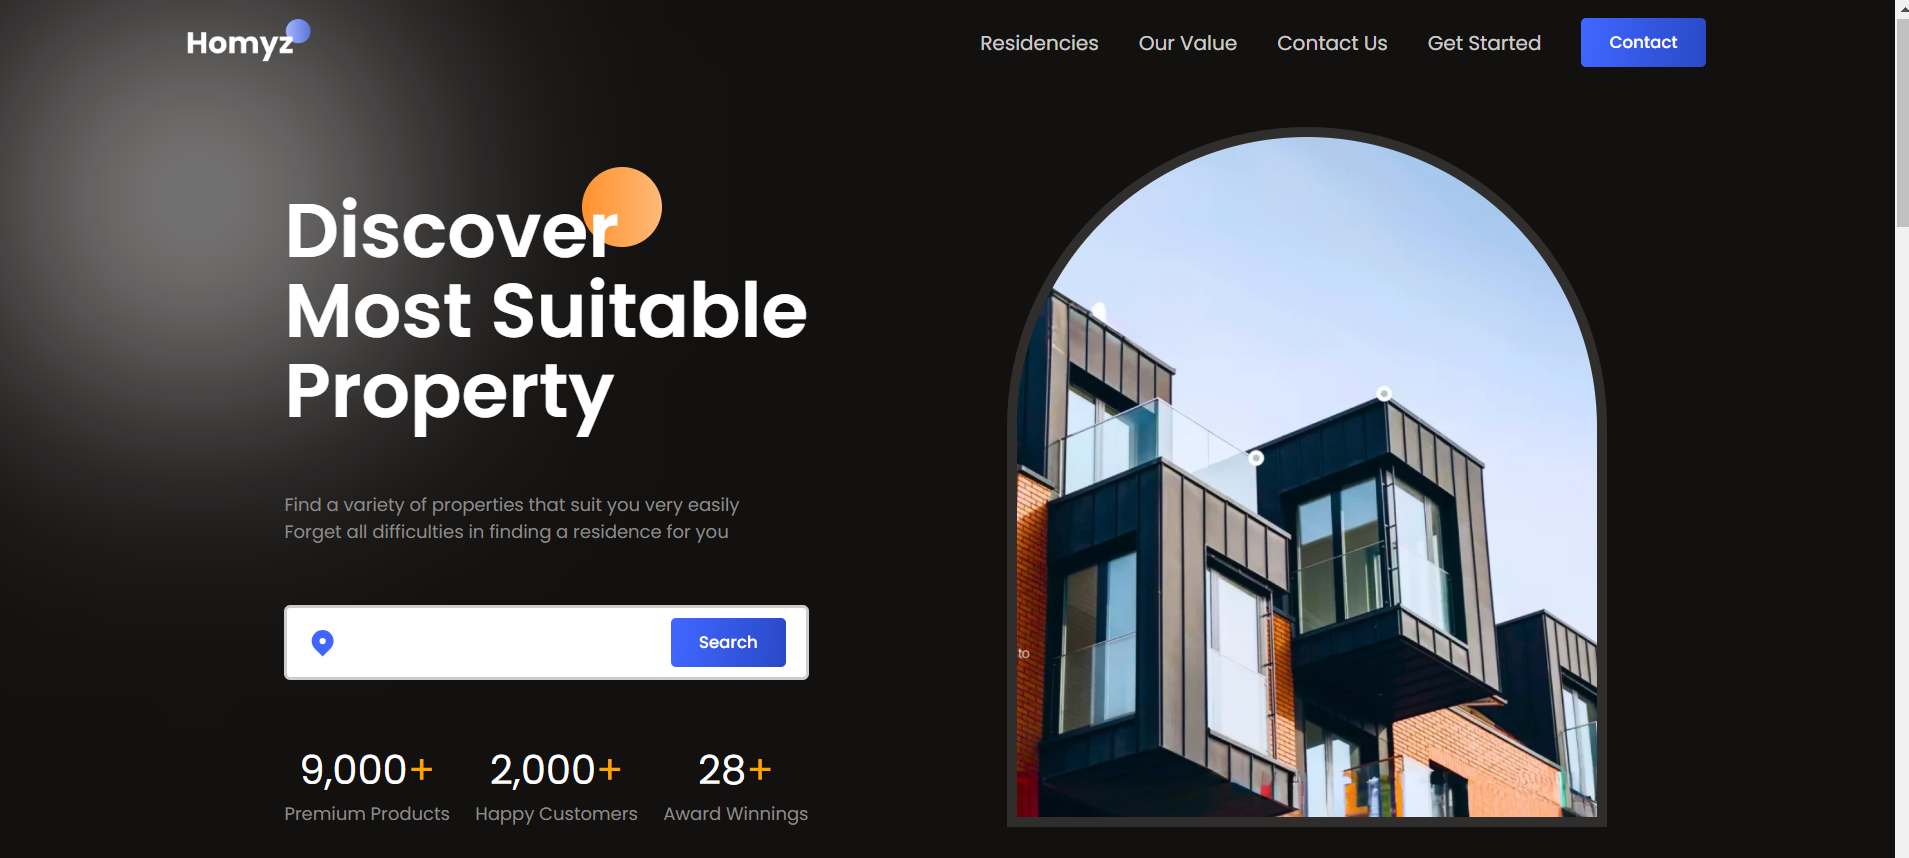 Homyz
Residencies
Our Value
Contact Us
Get Started
Contact
Discover
Most Suitable
Property
Find a variety of properties that suit you very easily
Forget all difficulties in finding a residence for you
Search
to
9,000+
2,000+
28+
Premium Products
Happy Customers
Award Winnings